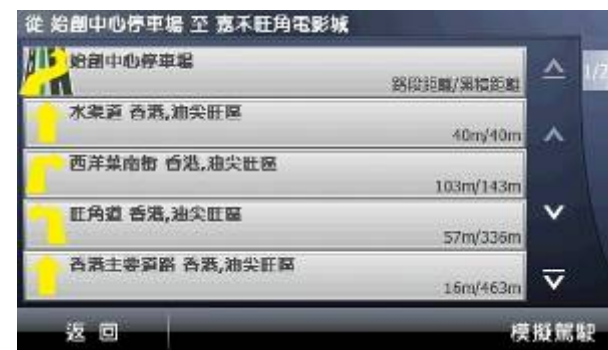 從 始創中心停車場 至 嘉禾旺角電影城
始創中心停車場
路段距離/累積距離
1/7
水渠道 香港,油尖旺區
40m/40m
西洋菜南街 香港,油尖旺區
103m/143m
旺角道 香港,油尖旺區
57m/336m
香港主要道路 香港,油尖旺區
16m/463m
返 回
模擬駕駛